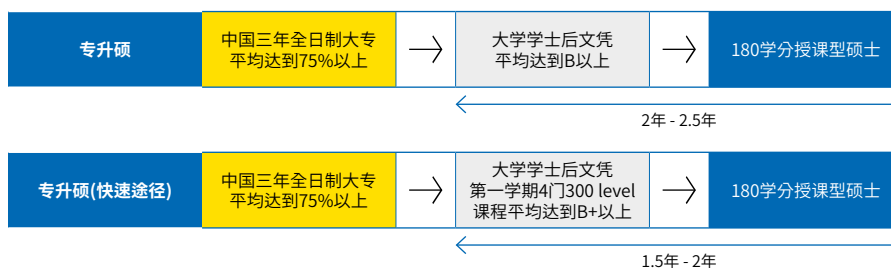 专升硕
中国三年全日制大专
平均达到75%以上
大学学士后文凭
平均达到B以上
180学分授课型硕士
2年 - 2.5年
专升硕(快速途径)
中国三年全日制大专
平均达到75%以上
大学学士后文凭
第一学期4门300 level
课程平均达到B+以上
180学分授课型硕士
1.5年 - 2年